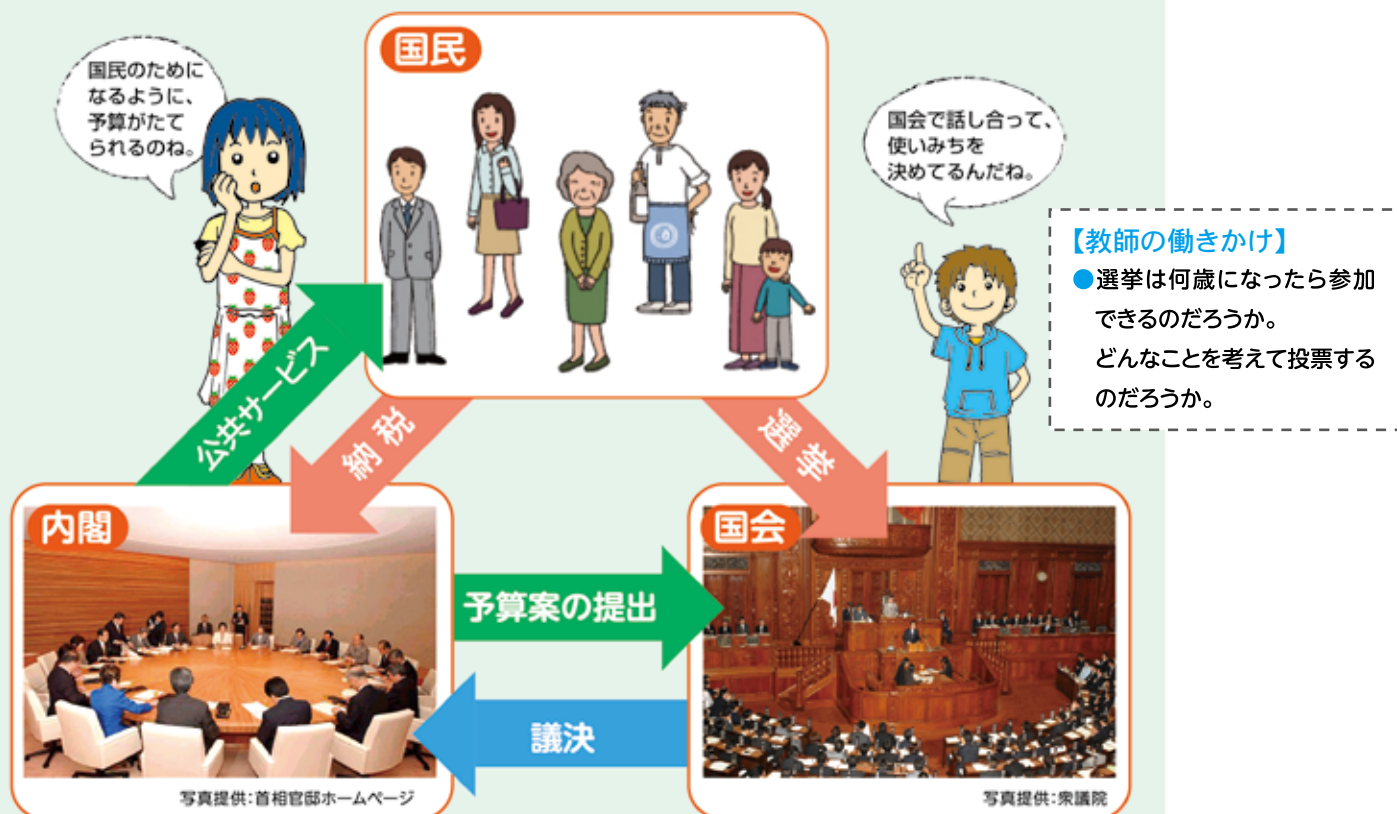 国民
国民のために
なるように、
予算がたて
られるのね。
国会で話し合って、
使いみちを
決めてるんだね。
【教師の働きかけ】
●選挙は何歳になったら参加
できるのだろうか。
どんなことを考えて投票する
のだろうか。
公共サービス
納税
選挙
内閣
国会
予算案の提出
議決
写真提供:首相官邸ホームページ
写真提供:衆議院